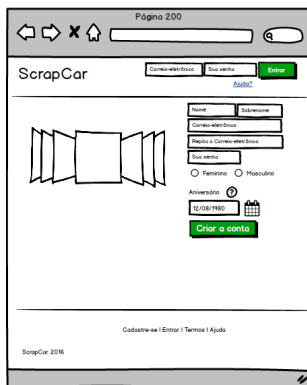 Página 200
ScrapCar
Correio-eletrônico Sua senha Entrar
Ajuda?
Nome Sobrenome
Correio-eletrônico
Repita o Correio-eletrônico
Sua senha
Feminino Masculino
Aniversário ?
12/08/1980
Criar a conta
Cadastre-se | Entrar | Termos | Ajuda
ScrapCar 2016